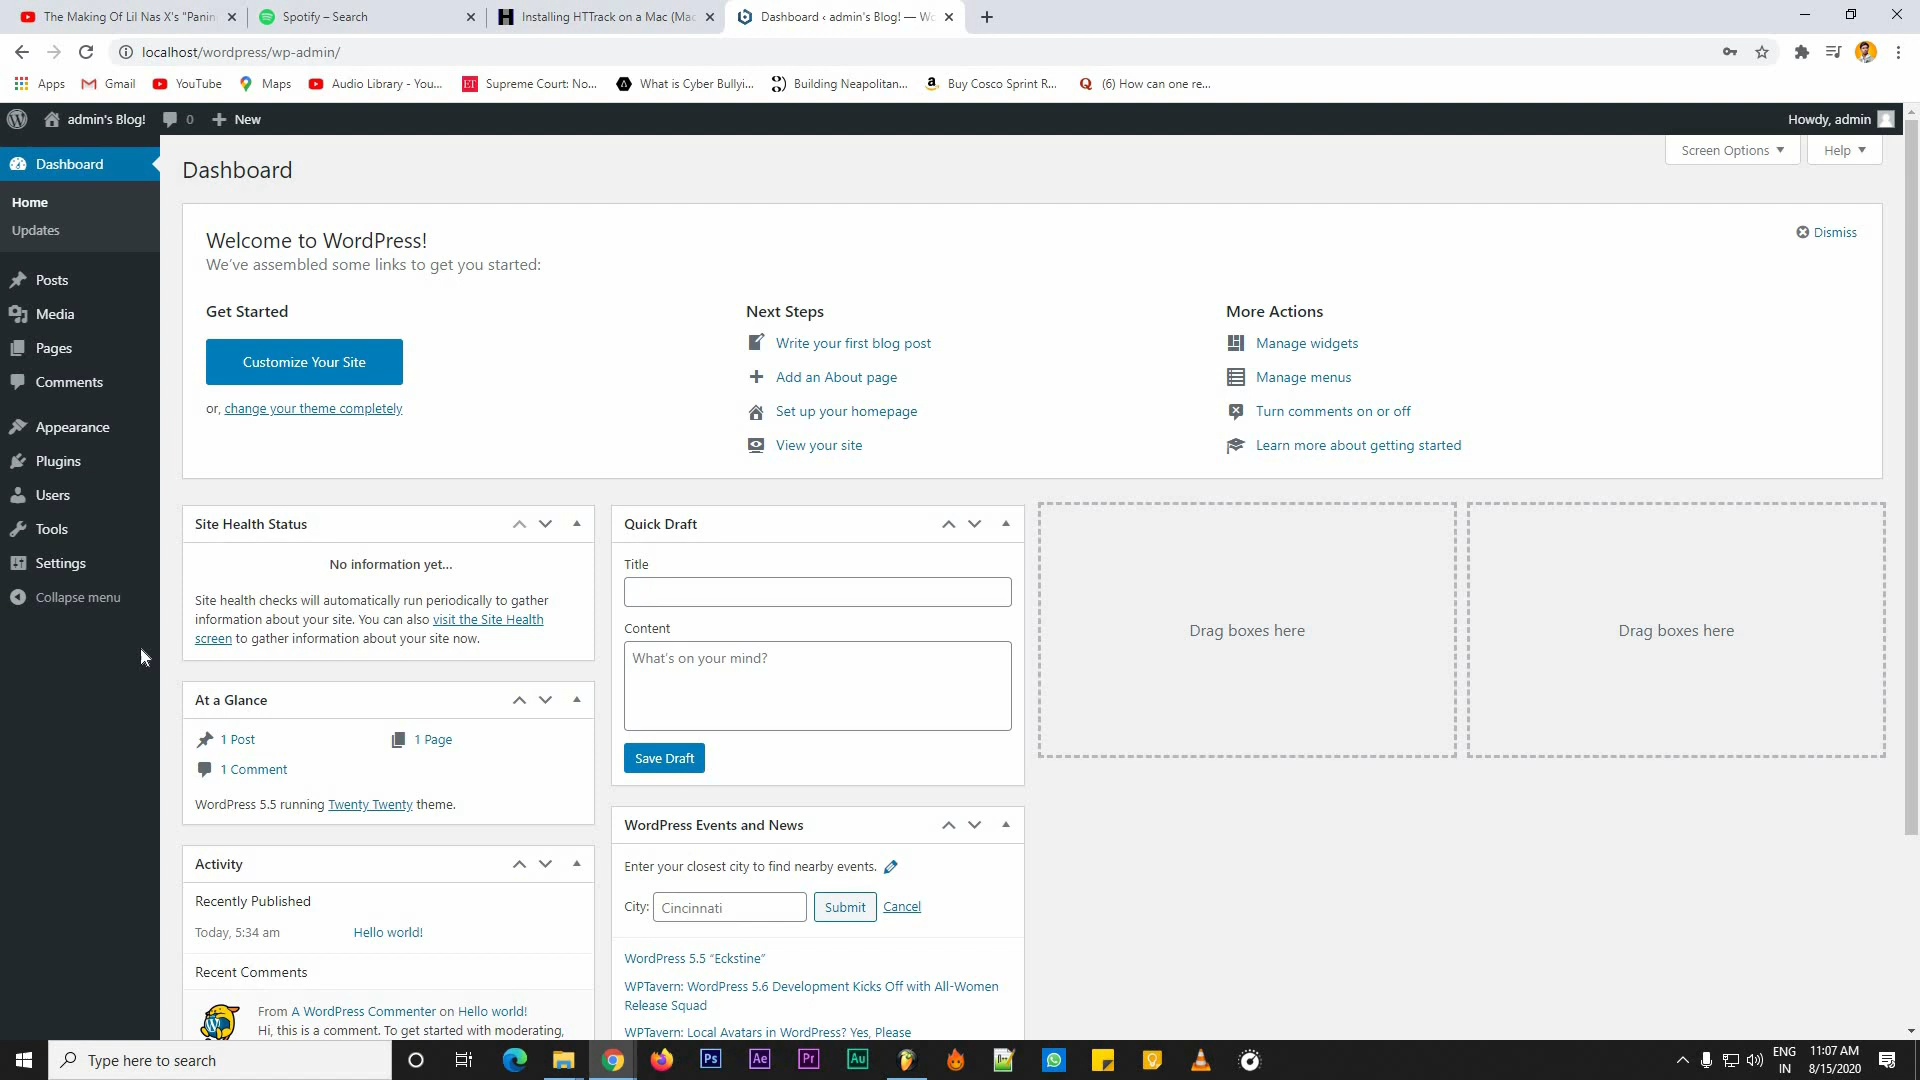 The Making Of Lil Nas X's "Panini
Spotify – Search
Installing HTTrack on a Mac (Mac
Dashboard ‹ admin's Blog! — Wo
localhost/wordpress/wp-admin/
Apps
Gmail
YouTube
Maps
Audio Library - You...
Supreme Court: No...
What is Cyber Bullyi...
Building Neapolitan...
Buy Cosco Sprint R...
(6) How can one re...
admin's Blog!
0
New
Howdy, admin
Dashboard
Home
Updates
Posts
Media
Pages
Comments
Appearance
Plugins
Users
Tools
Settings
Collapse menu
Screen Options
Help
Dashboard
Welcome to WordPress!
We've assembled some links to get you started:
Dismiss
Get Started
Customize Your Site
or, change your theme completely
Next Steps
Write your first blog post
Add an About page
Set up your homepage
View your site
More Actions
Manage widgets
Manage menus
Turn comments on or off
Learn more about getting started
Site Health Status
No information yet...
Site health checks will automatically run periodically to gather
information about your site. You can also visit the Site Health
screen to gather information about your site now.
At a Glance
1 Post
1 Page
1 Comment
WordPress 5.5 running Twenty Twenty theme.
Activity
Recently Published
Today, 5:34 am
Hello world!
Recent Comments
From A WordPress Commenter on Hello world!
Hi, this is a comment. To get started with moderating,
Quick Draft
Title
Content
What's on your mind?
Save Draft
WordPress Events and News
Enter your closest city to find nearby events.
City:
Cincinnati
Submit
Cancel
WordPress 5.5 “Eckstine”
WPTavern: WordPress 5.6 Development Kicks Off with All-Women
Release Squad
WPTavern: Local Avatars in WordPress? Yes, Please
Drag boxes here
Drag boxes here
Type here to search
Ps
Ae
Pr
Au
ENG
IN
11:07 AM
8/15/2020